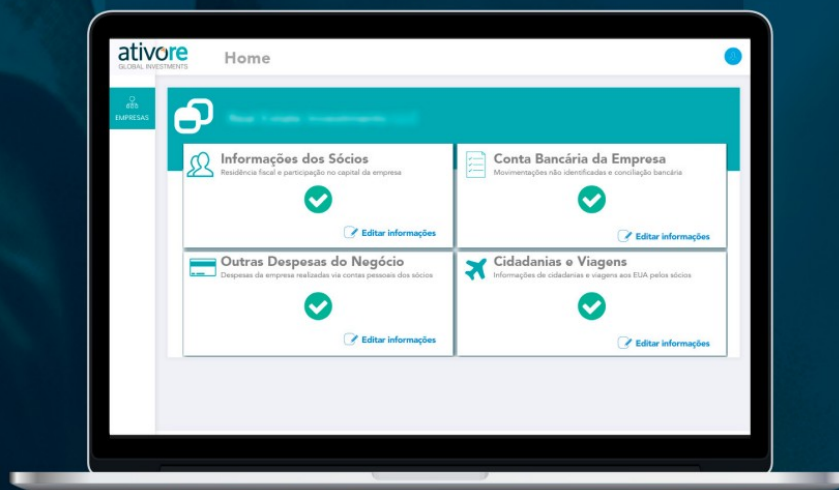 ativore
GLOBAL INVESTMENTS
Home
EMPRESAS
Informações dos Sócios
Residência fiscal e participação no capital da empresa
Editar informações
Conta Bancária da Empresa
Movimentações não identificadas e conciliação bancária
Editar informações
Outras Despesas do Negócio
Despesas da empresa realizadas via contas pessoais dos sócios
Editar informações
Cidadanias e Viagens
Informações de cidadanias e viagens aos EUA pelos sócios
Editar informações